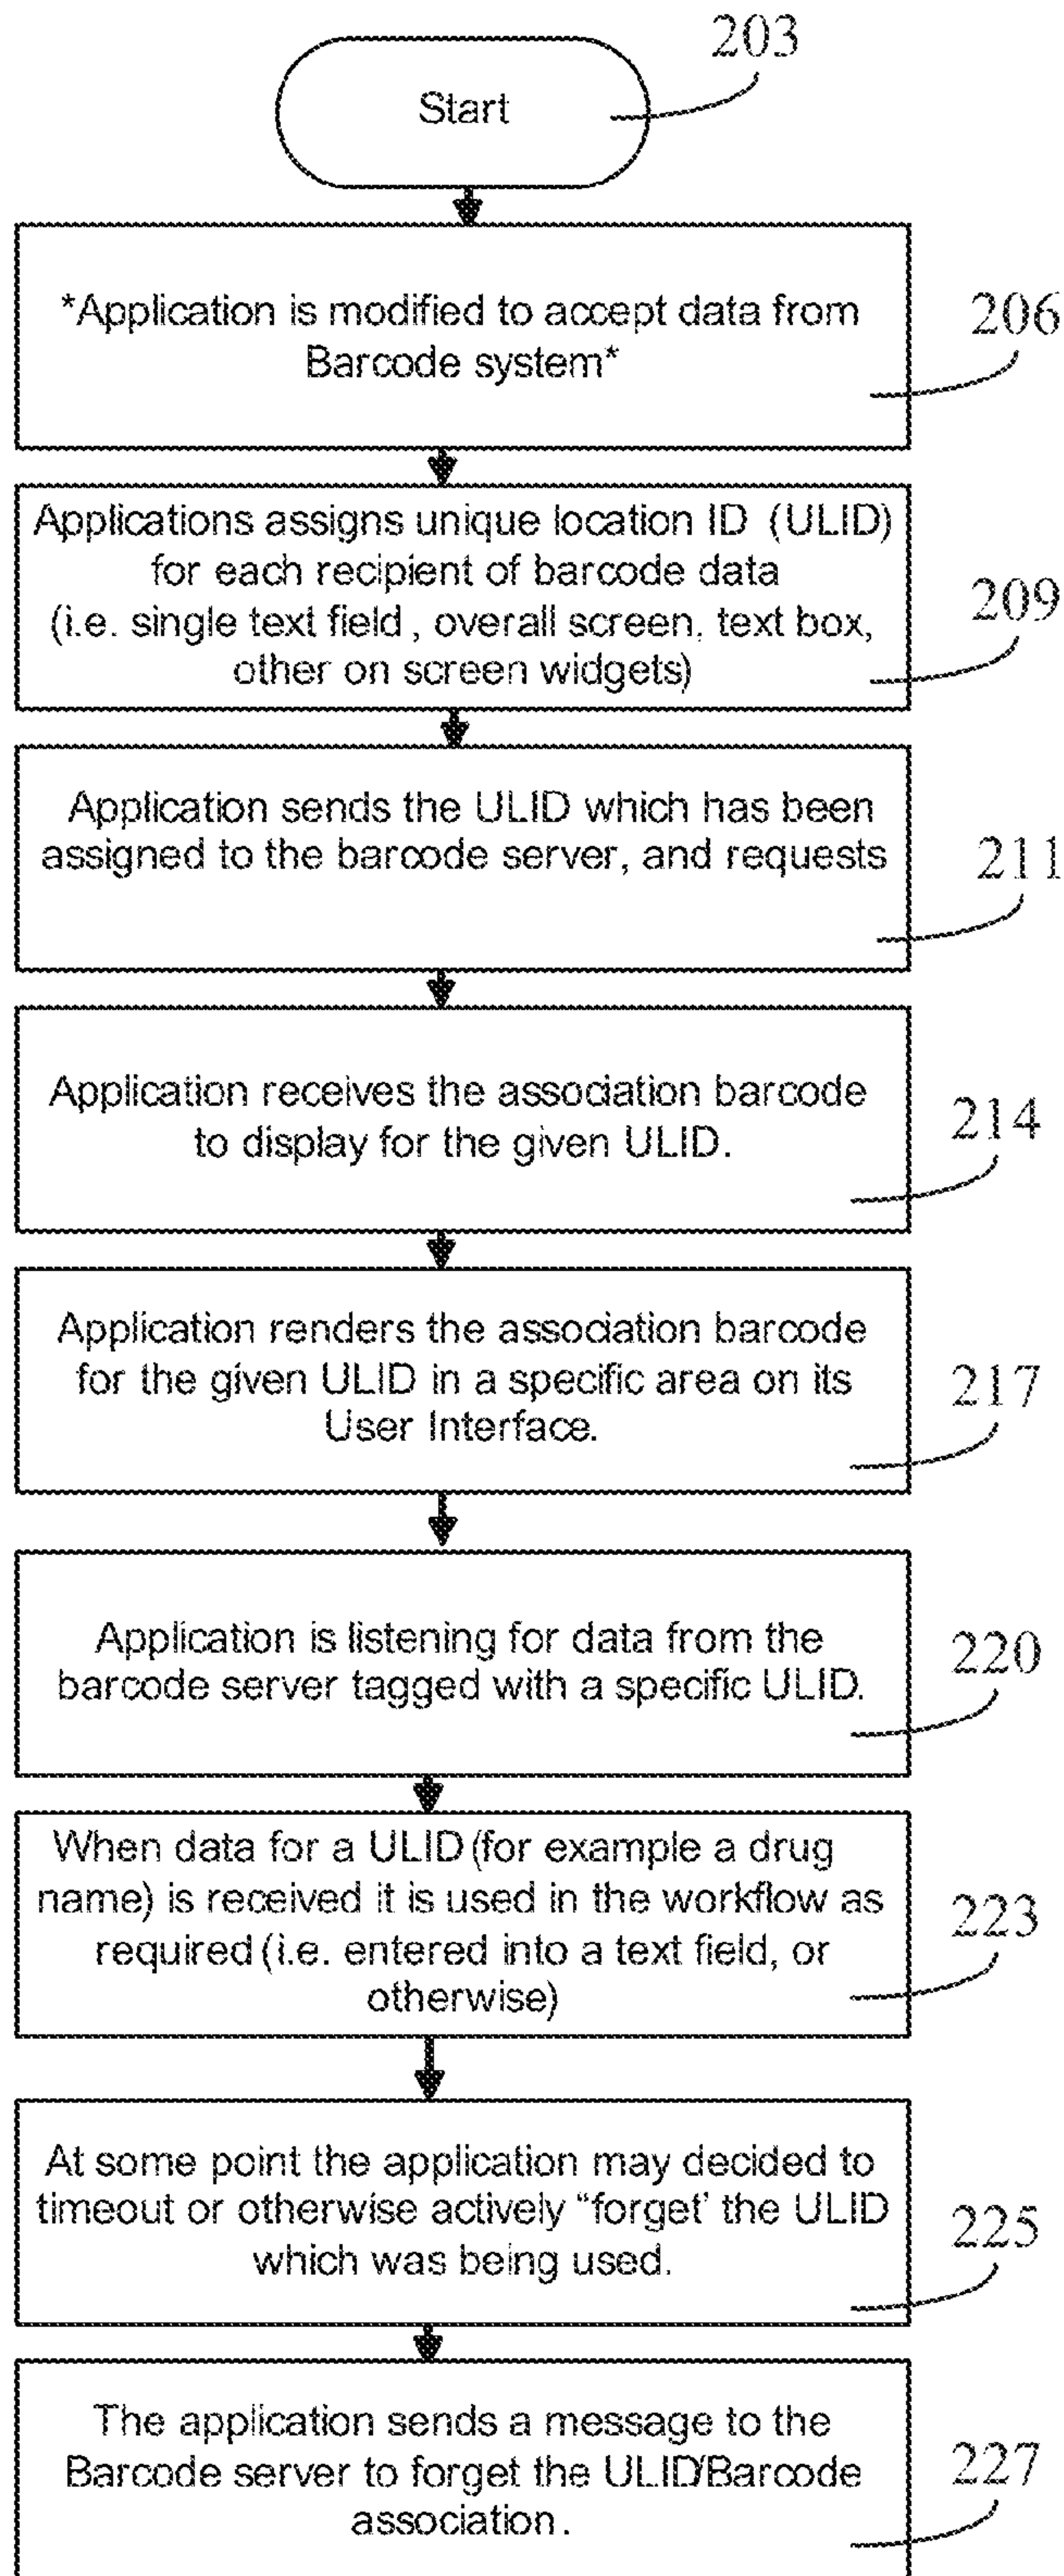 203
Start
*Application is modified to accept data from
Barcode system*
206
Applications assigns unique location ID (ULID)
for each recipient of barcode data
(i.e. single text field, overall screen, text box,
other on screen widgets)
209
Application sends the ULID which has been
assigned to the barcode server, and requests
211
Application receives the association barcode
to display for the given ULID.
214
Application renders the association barcode
for the given ULID in a specific area on its
User Interface.
217
Application is listening for data from the
barcode server tagged with a specific ULID.
220
When data for a ULID (for example a drug
name) is received it is used in the workflow as
required (i.e. entered into a text field, or
otherwise)
223
At some point the application may decided to
timeout or otherwise actively “forget' the ULID
which was being used.
225
The application sends a message to the
Barcode server to forget the ULID/Barcode
association.
227